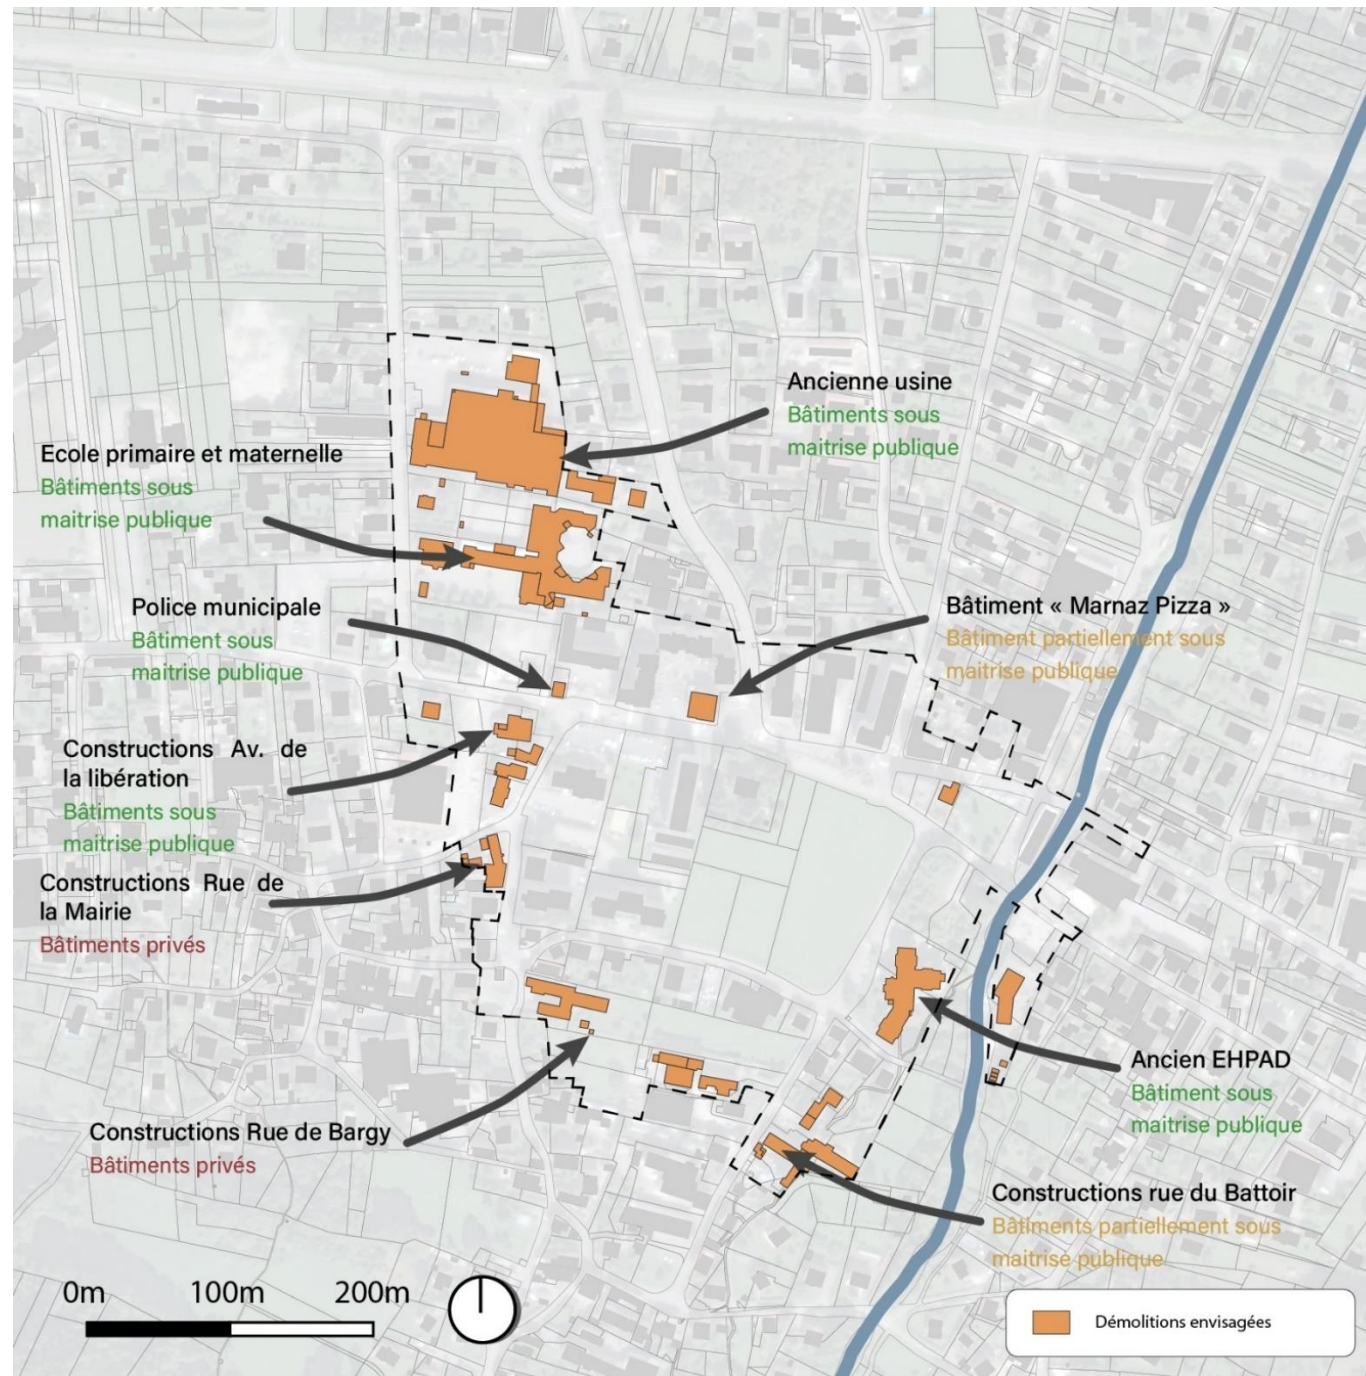 Ancienne usine
Bâtiments sous
maitrise publique
Ecole primaire et maternelle
Bâtiments sous
maitrise publique
Police municipale
Bâtiment sous
maitrise publique
Bâtiment « Marnaz Pizza »
Bâtiment partiellement sous
maitrise publique
Constructions Av. de
la libération
Bâtiments sous
maitrise publique
Constructions Rue de
la Mairie
Bâtiments privés
Ancien EHPAD
Bâtiment sous
maitrise publique
Constructions Rue de Bargy
Bâtiments privés
Constructions rue du Battoir
Bâtiments partiellement sous
maitrise publique
0m 100m 200m
Démolitions envisagées